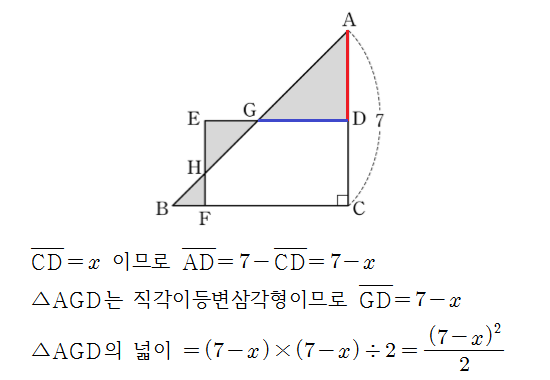 A
E G D 7
H
B F C
CD = x 이므로 AD = 7 - CD = 7 - x
△AGD는 직각이등변삼각형이므로 GD = 7 - x
△AGD의 넓이 = (7 - x) × (7 - x) ÷ 2 = (7 - x)² / 2